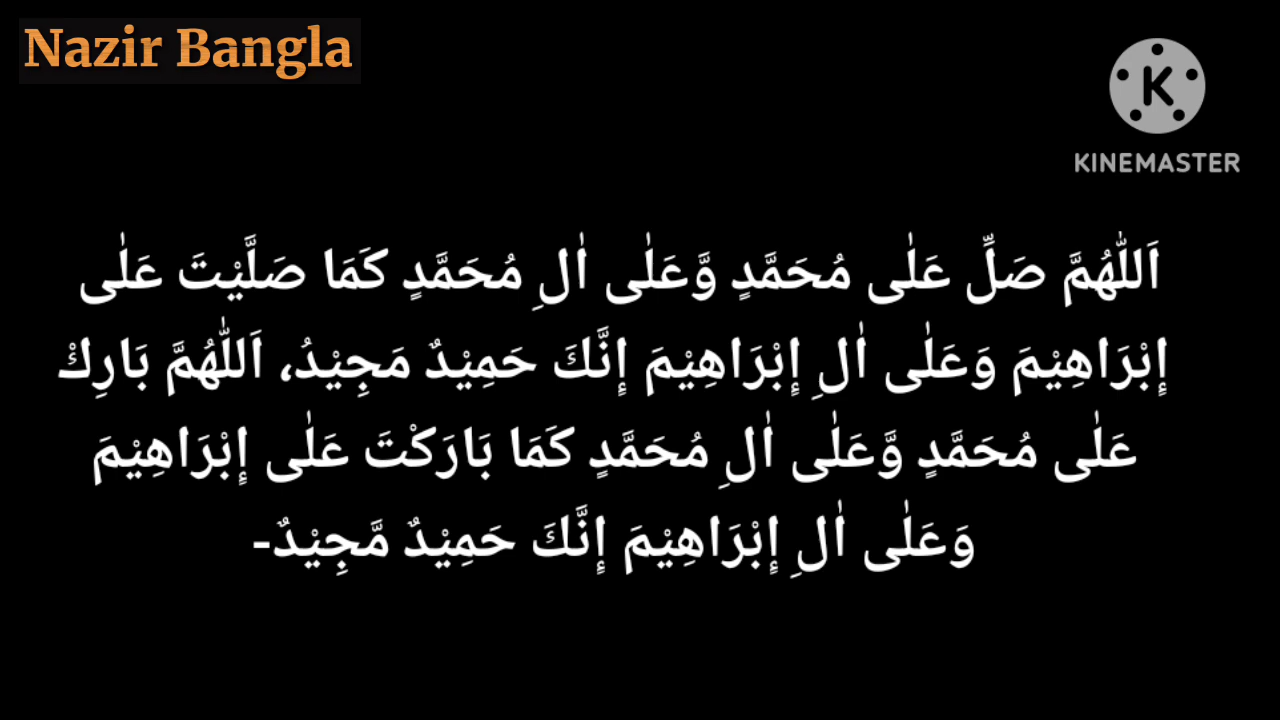 Nazir Bangla
KINEMASTER
اَللّٰهُمَّ صَلِّ عَلٰى مُحَمَّدٍ وَّعَلٰى اٰلِ مُحَمَّدٍ كَمَا صَلَّيْتَ عَلٰى
إِبْرَاهِيْمَ وَعَلٰى اٰلِ إِبْرَاهِيْمَ إِنَّكَ حَمِيْدٌ مَجِيْدُ، اَللّٰهُمَّ بَارِكْ
عَلٰى مُحَمَّدٍ وَّعَلٰى اٰلِ مُحَمَّدٍ كَمَا بَارَكْتَ عَلٰى إِبْرَاهِيْمَ
وَعَلٰى اٰلِ إِبْرَاهِيْمَ إِنَّكَ حَمِيْدٌ مَّجِيْدٌ-